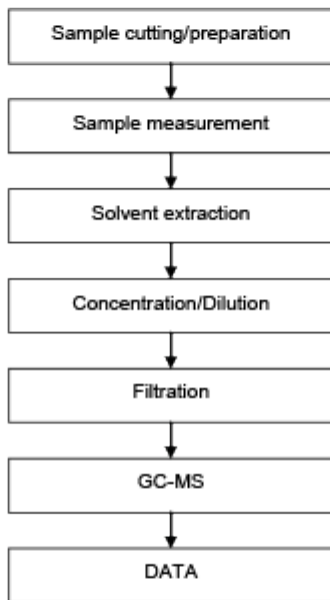 Sample cutting/preparation
Sample measurement
Solvent extraction
Concentration/Dilution
Filtration
GC-MS
DATA